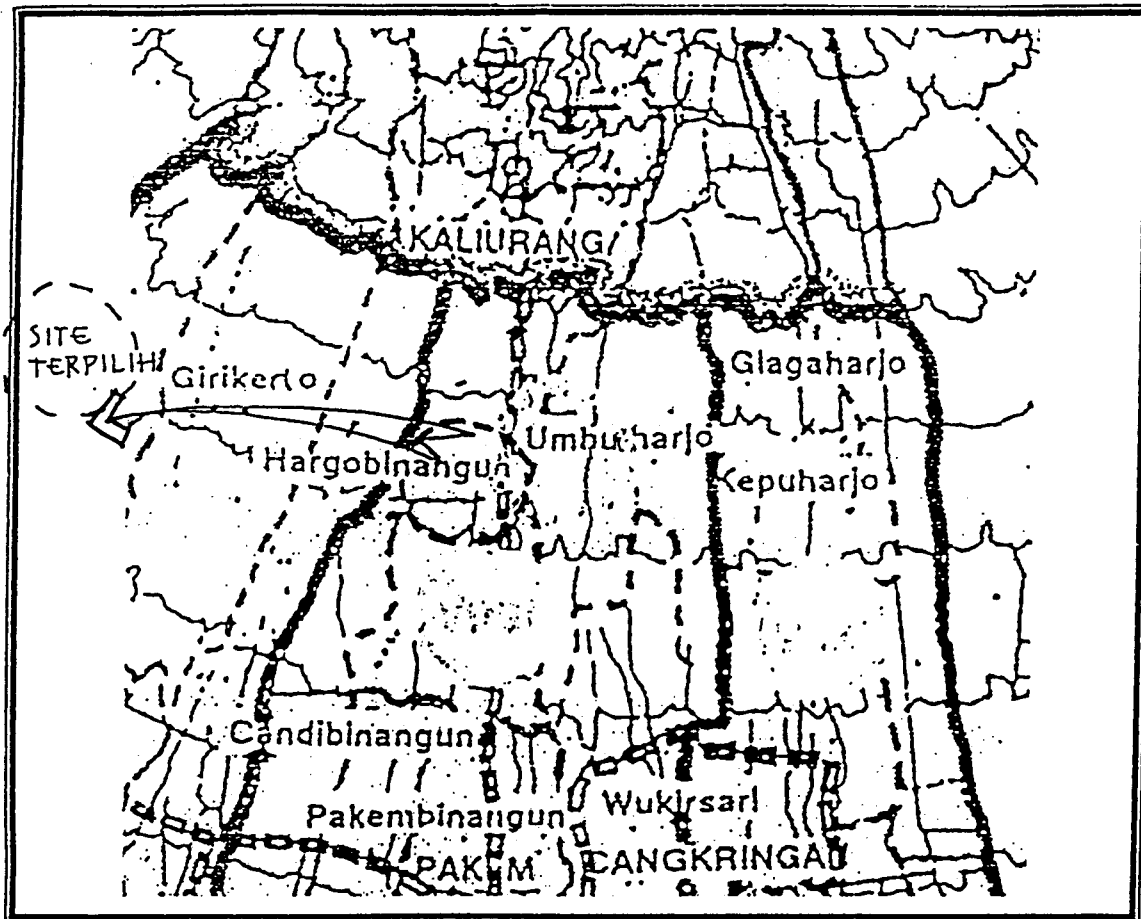 KALIURANG
SITE
TERPILIH
Girikerto
Glagaharjo
Umbulharjo
Hargobinangun
Kepuharjo
Candibinangun
Pakembinangun
Wukirsari
PAKEM
CANGKRINGAN